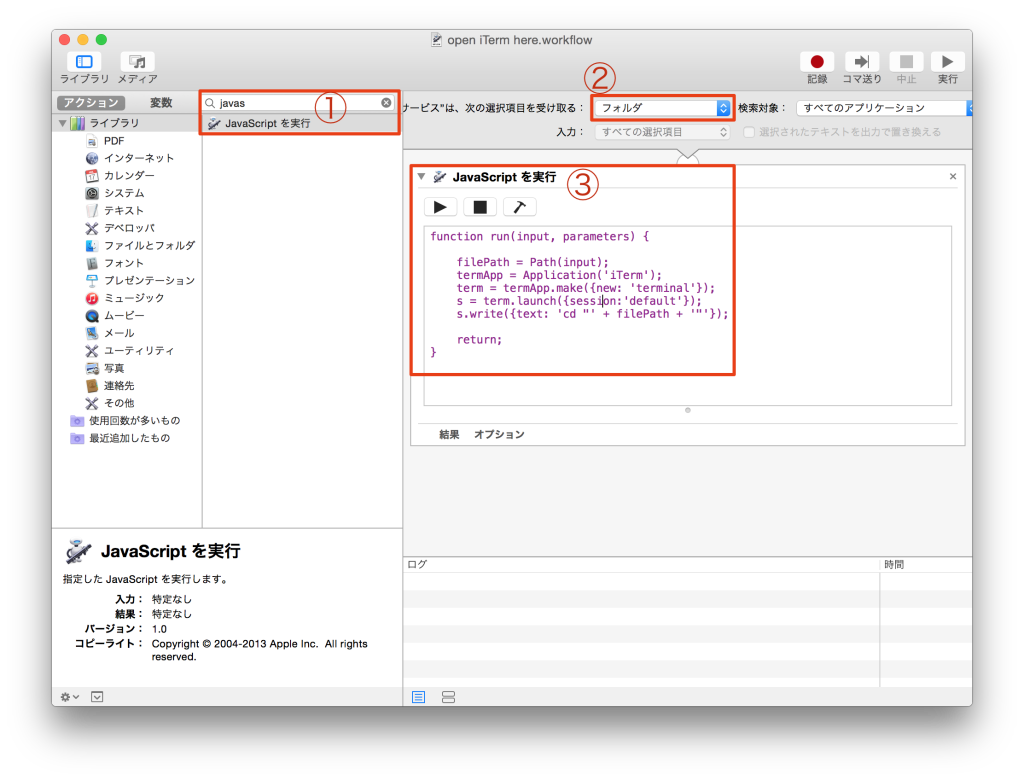 open iTerm here.workflow
ライブラリ メディア
記録 コマ送り 中止 実行
アクション 変数
javas
①
ービス"は、次の選択項目を受け取る：
フォルダ
②
検索対象：
すべてのアプリケーション
入力：
すべての選択項目
選択されたテキストを出力で置き換える
ライブラリ
PDF
インターネット
カレンダー
システム
テキスト
デベロッパ
ファイルとフォルダ
フォント
プレゼンテーション
ミュージック
ムービー
メール
ユーティリティ
写真
連絡先
その他
使用回数が多いもの
最近追加したもの
JavaScript を実行
JavaScript を実行
③
function run(input, parameters) {
filePath = Path(input);
termApp = Application('iTerm');
term = termApp.make({new: 'terminal'});
s = term.launch({session:'default'});
s.write({text: 'cd "' + filePath + '"'});
return;
}
結果 オプション
JavaScript を実行
指定した JavaScript を実行します。
入力： 特定なし
結果： 特定なし
バージョン： 1.0
コピーライト： Copyright © 2004-2013 Apple Inc. All rights
reserved.
ログ 時間